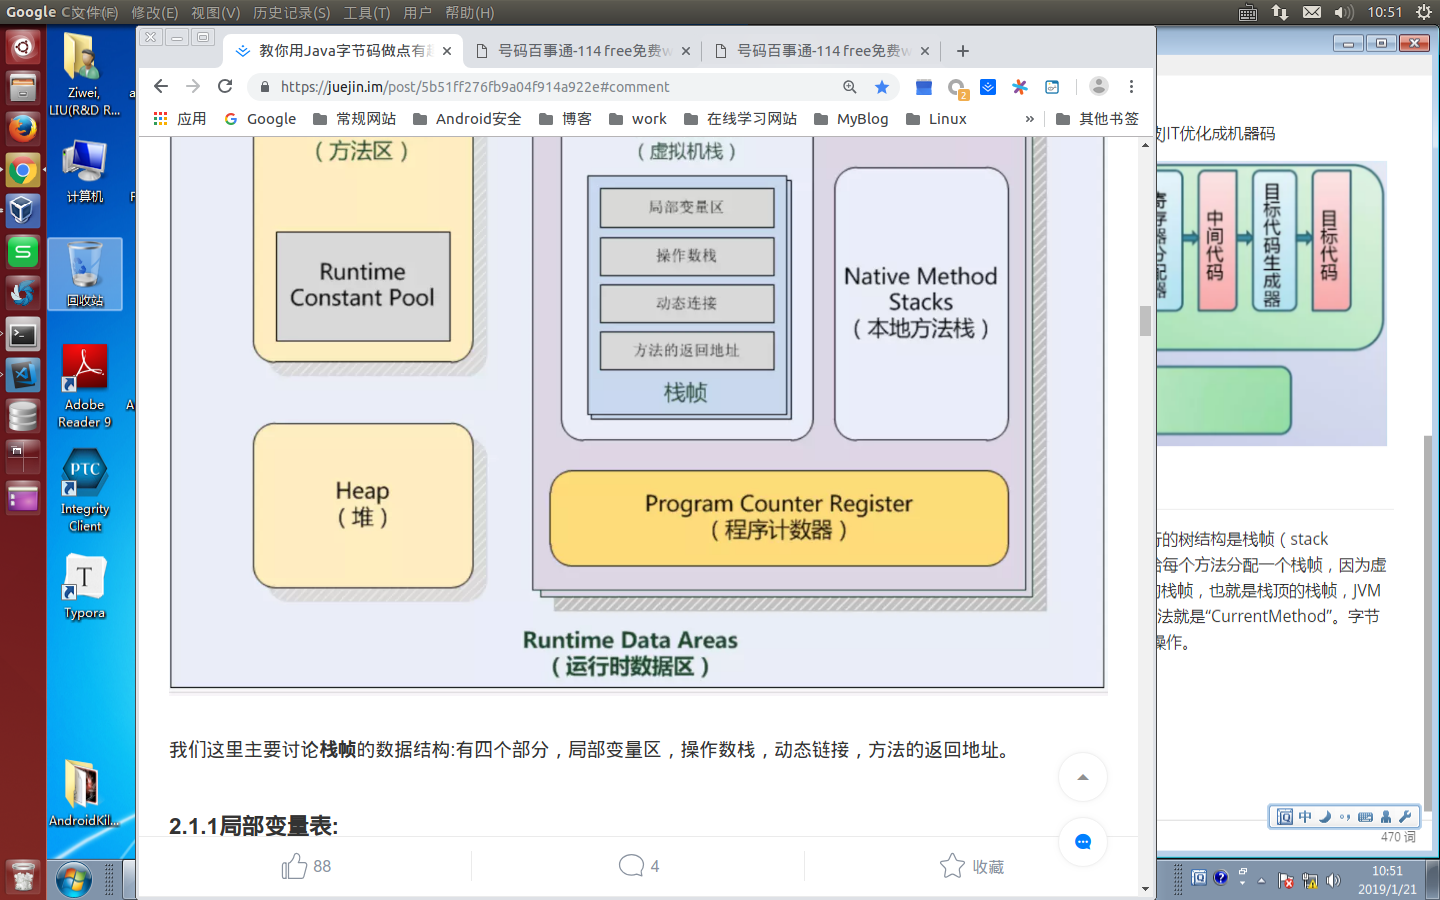 Google C 文件(F) 修改(E) 视图(V) 历史记录(S) 工具(T) 用户 帮助(H)
10:51
教你用Java字节码做点有
号码百事通-114 free免费w
号码百事通-114 free免费w
https://juejin.im/post/5b51ff276fb9a04f914a922e#comment
2
应用 Google 常规网站 Android安全 博客 work 在线学习网站 MyBlog Linux » 其他书签
Ziwei,
LIU(R&D R...
计算机
回收站
Adobe
Reader 9
PTC
Integrity
Client
T
Typora
AndroidKil...
（方法区）
Runtime
Constant Pool
Heap
（堆）
（虚拟机栈）
局部变量区
操作数栈
动态连接
方法的返回地址
栈帧
Native Method
Stacks
（本地方法栈）
Program Counter Register
（程序计数器）
Runtime Data Areas
（运行时数据区）
我们这里主要讨论栈帧的数据结构:有四个部分，局部变量区，操作数栈，动态链接，方法的返回地址。
2.1.1局部变量表:
88
4
收藏
JIT优化成机器码
寄存器分配器
中间代码
目标代码生成器
目标代码
行的树结构是栈帧（stack
给每个方法分配一个栈帧，因为虚
的栈帧，也就是栈顶的栈帧，JVM
法就是“CurrentMethod”。字节
操作。
中
470 词
10:51
2019/1/21